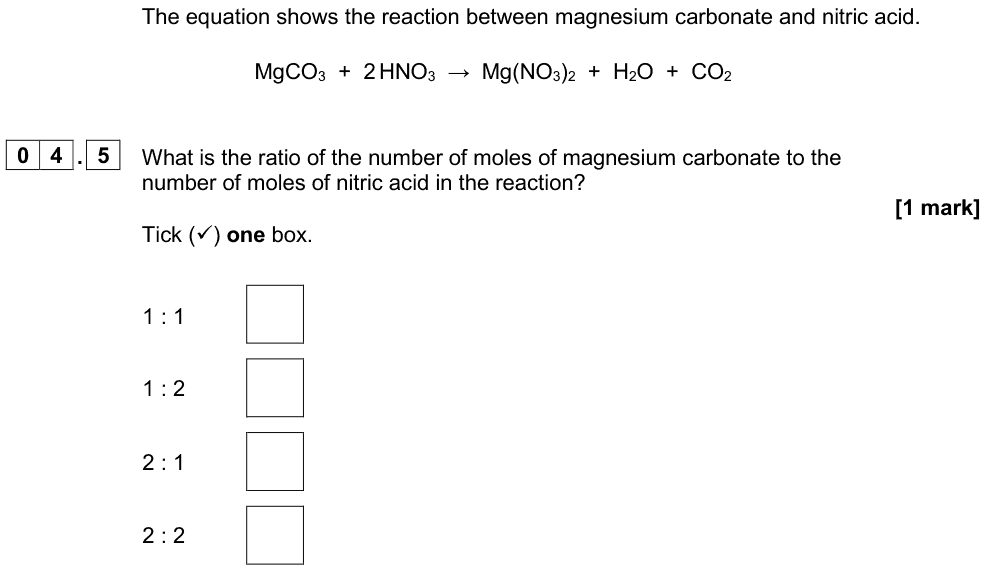 The equation shows the reaction between magnesium carbonate and nitric acid.
MgCO₃ + 2 HNO₃ → Mg(NO₃)₂ + H₂O + CO₂
0 4 . 5 What is the ratio of the number of moles of magnesium carbonate to the
number of moles of nitric acid in the reaction?
[1 mark]
Tick (✓) one box.
1 : 1
1 : 2
2 : 1
2 : 2